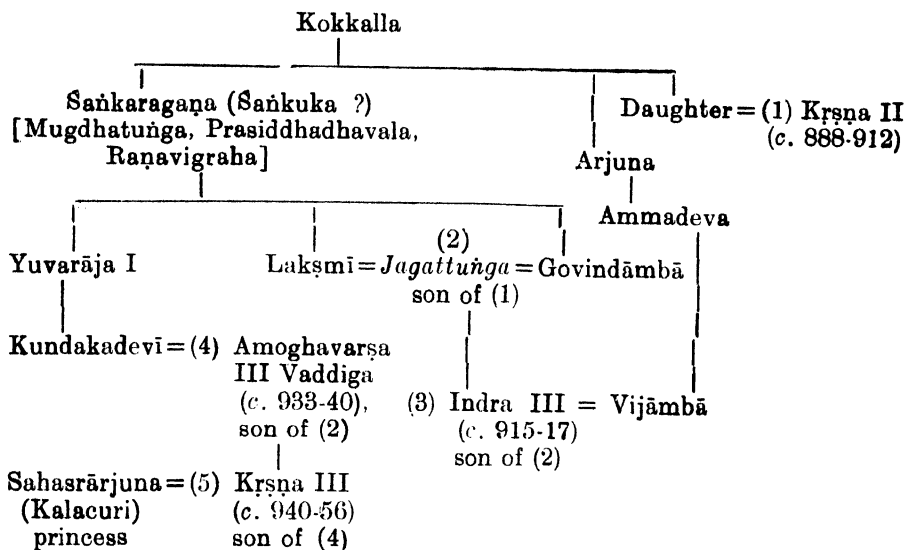 Kokkalla
Śaṅkaragaṇa (Śaṅkuka ?)
[Mugdhatuṅga, Prasiddhadhavala,
Raṇavigraha]
Daughter = (1) Kṛṣṇa II
(c. 888-912)
Arjuna
Ammadeva
(2)
Yuvarāja I
Lakṣmī = Jagattuṅga = Govindāmbā
son of (1)
Kundakadevī = (4) Amoghavarṣa
III Vaddiga
(c. 933-40),
son of (2)
(3) Indra III = Vijāmbā
(c. 915-17)
son of (2)
Sahasrārjuna = (5) Kṛṣṇa III
(Kalacuri) (c. 940-56)
princess son of (4)